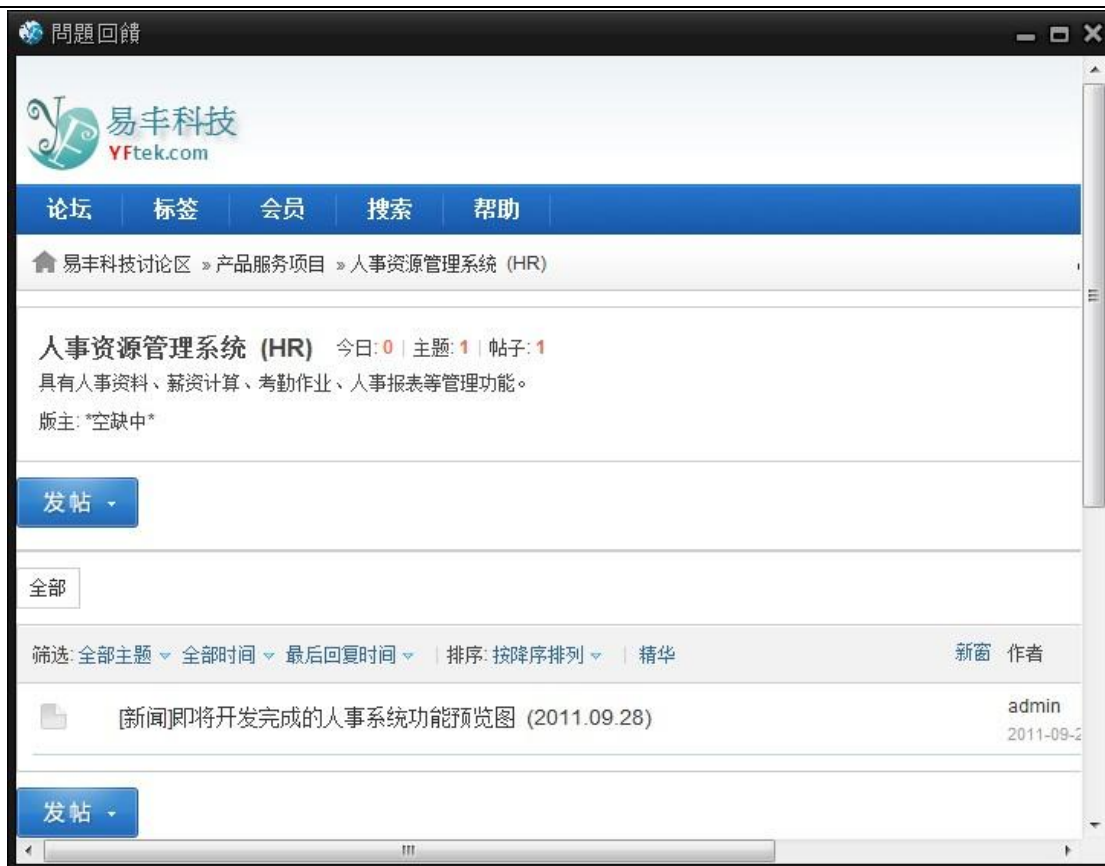 問題回饋
易丰科技
YFtek.com
论坛 标签 会员 搜索 帮助
易丰科技讨论区 » 产品服务项目 » 人事资源管理系统 (HR)
人事资源管理系统 (HR) 今日: 0 | 主题: 1 | 帖子: 1
具有人事资料、薪资计算、考勤作业、人事报表等管理功能。
版主: *空缺中*
发帖
全部
筛选: 全部主题 全部时间 最后回复时间 | 排序: 按降序排列 | 精华 新窗 作者
[新闻]即将开发完成的人事系统功能预览图 (2011.09.28) admin
2011-09-2
发帖